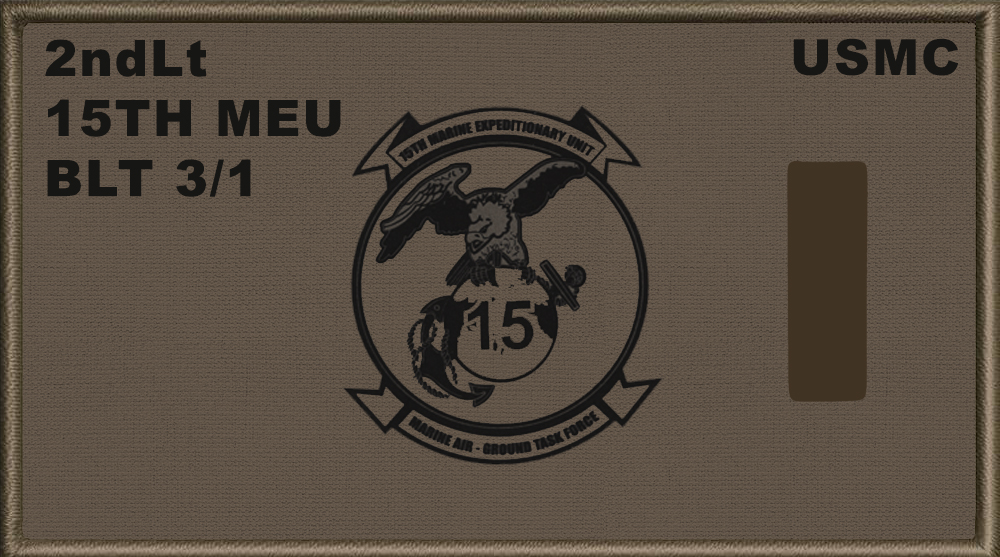 2ndLt
USMC
15TH MEU
BLT 3/1
15TH MARINE EXPEDITIONARY UNIT
15
MARINE AIR - GROUND TASK FORCE